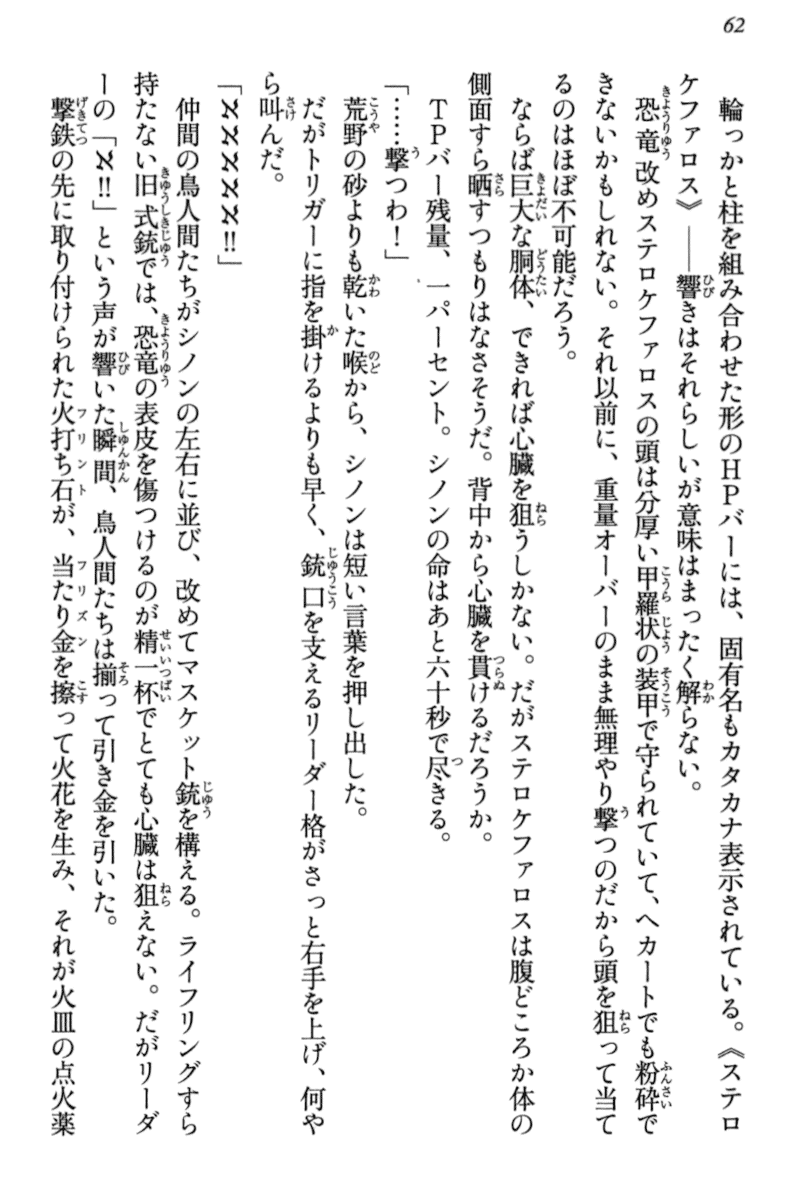 62
輪っかと柱を組み合わせた形のHPバーには、固有名もカタカナ表示されている。《ステロ
ケファロス》――響きはそれらしいが意味はまったく解らない。
恐竜改めステロケファロスの頭は分厚い甲羅状の装甲で守られていて、ヘカートでも粉砕で
きないかもしれない。それ以前に、重量オーバーのまま無理やり撃つのだから頭を狙って当て
るのはほぼ不可能だろう。
ならば巨大な胴体、できれば心臓を狙うしかない。だがステロケファロスは腹どころか体の
側面すら晒すつもりはなさそうだ。背中から心臓を貫けるだろうか。
TPバー残量、一パーセント。シノンの命はあと六十秒で尽きる。
「……撃つわ！」
荒野の砂よりも乾いた喉から、シノンは短い言葉を押し出した。
だがトリガーに指を掛けるよりも早く、銃口を支えるリーダー格がさっと右手を上げ、何や
ら叫んだ。
「ℵℵℵℵℵ!!」
仲間の鳥人間たちがシノンの左右に並び、改めてマスケット銃を構える。ライフリングすら
持たない旧式銃では、恐竜の表皮を傷つけるのが精一杯でとても心臓は狙えない。だがリーダ
ーの「ℵ!!」という声が響いた瞬間、鳥人間たちは揃って引き金を引いた。
撃鉄の先に取り付けられた火打ち石が、当たり金を擦って火花を生み、それが火皿の点火薬